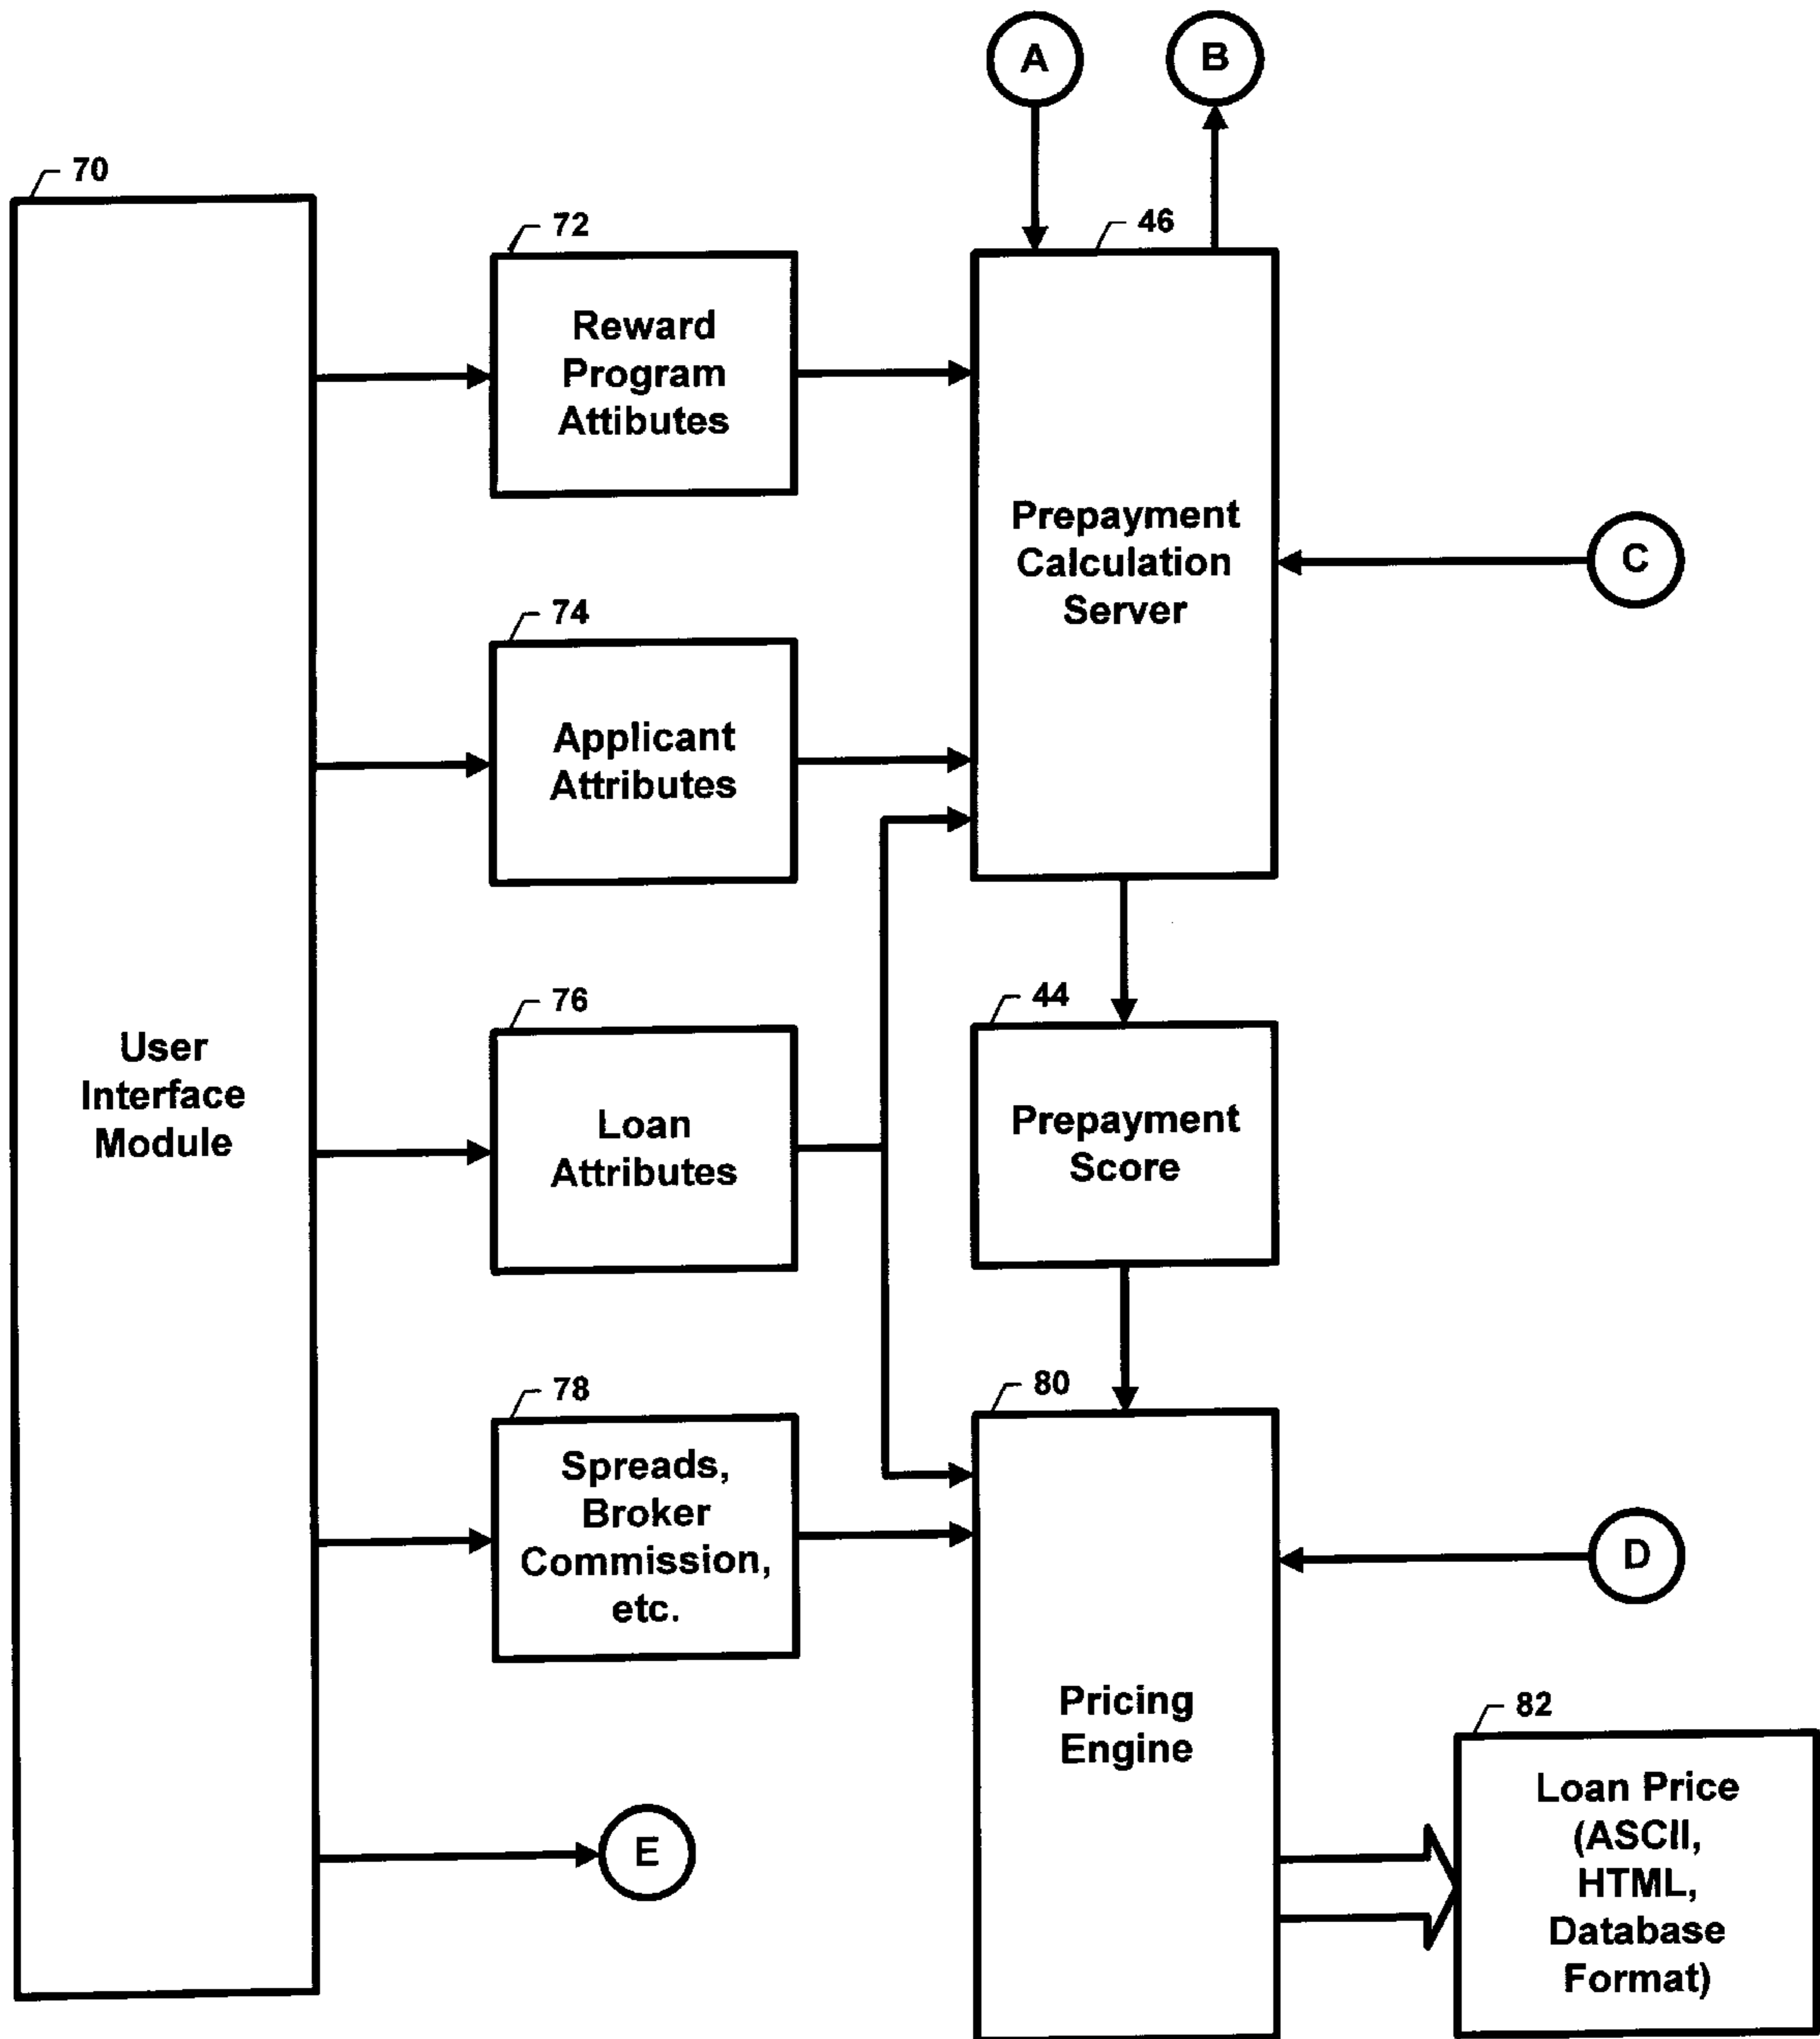 A
B
70
72
46
Reward
Program
Attibutes
Prepayment
Calculation
Server
C
74
Applicant
Attributes
76
44
User
Interface
Module
Loan
Attributes
Prepayment
Score
78
80
Spreads,
Broker
Commission,
etc.
D
Pricing
Engine
82
Loan Price
(ASCII,
HTML,
Database
Format)
E